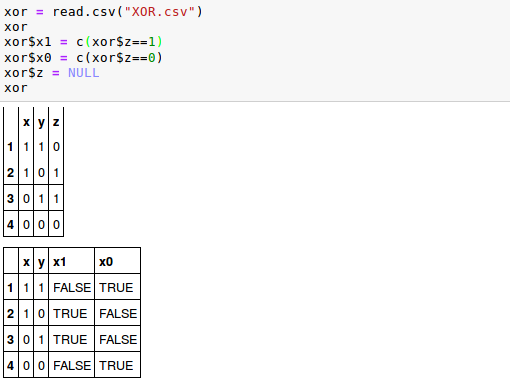 xor = read.csv("XOR.csv")
xor
xor$x1 = c(xor$z==1)
xor$x0 = c(xor$z==0)
xor$z = NULL
xor
x y z
1 1 1 0
2 1 0 1
3 0 1 1
4 0 0 0
x y x1 x0
1 1 1 FALSE TRUE
2 1 0 TRUE FALSE
3 0 1 TRUE FALSE
4 0 0 FALSE TRUE